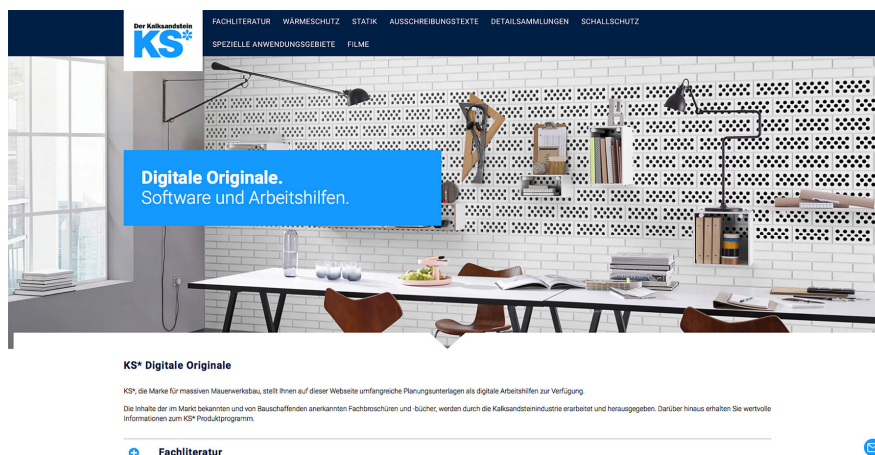 Der Kalksandstein
KS*
FACHLITERATUR WÄRMESCHUTZ STATIK AUSSCHREIBUNGSTEXTE DETAILSAMMLUNGEN SCHALLSCHUTZ
SPEZIELLE ANWENDUNGSGEBIETE FILME
Digitale Originale.
Software und Arbeitshilfen.
KS* Digitale Originale
KS*, die Marke für massiven Mauerwerksbau, stellt Ihnen auf dieser Webseite umfangreiche Planungsunterlagen als digitale Arbeitshilfen zur Verfügung.
Die Inhalte der im Markt bekannten und von Bauschaffenden anerkannten Fachbroschüren und -bücher, werden durch die Kalksandsteinindustrie erarbeitet und herausgegeben. Darüber hinaus erhalten Sie wertvolle
Informationen zum KS* Produktprogramm.
Fachliteratur